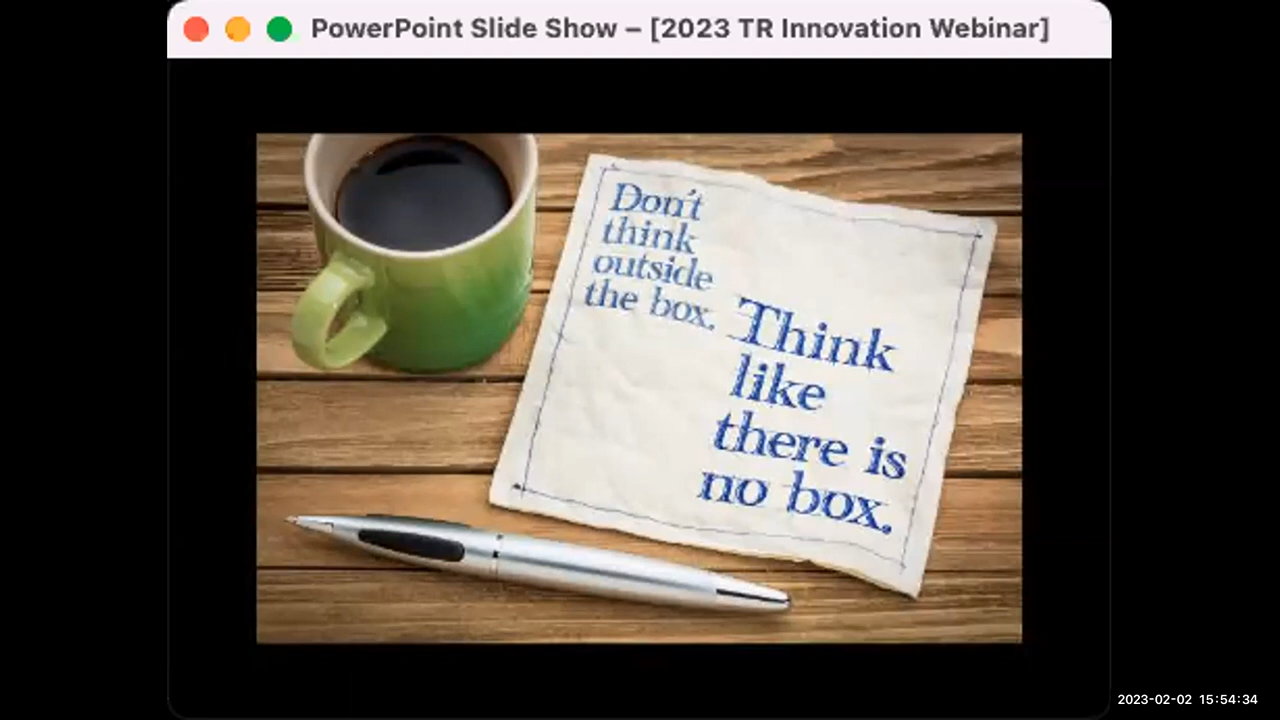 PowerPoint Slide Show – [2023 TR Innovation Webinar]
Don't
think
outside
the box.
Think
like
there is
no box.
2023-02-02 15:54:34